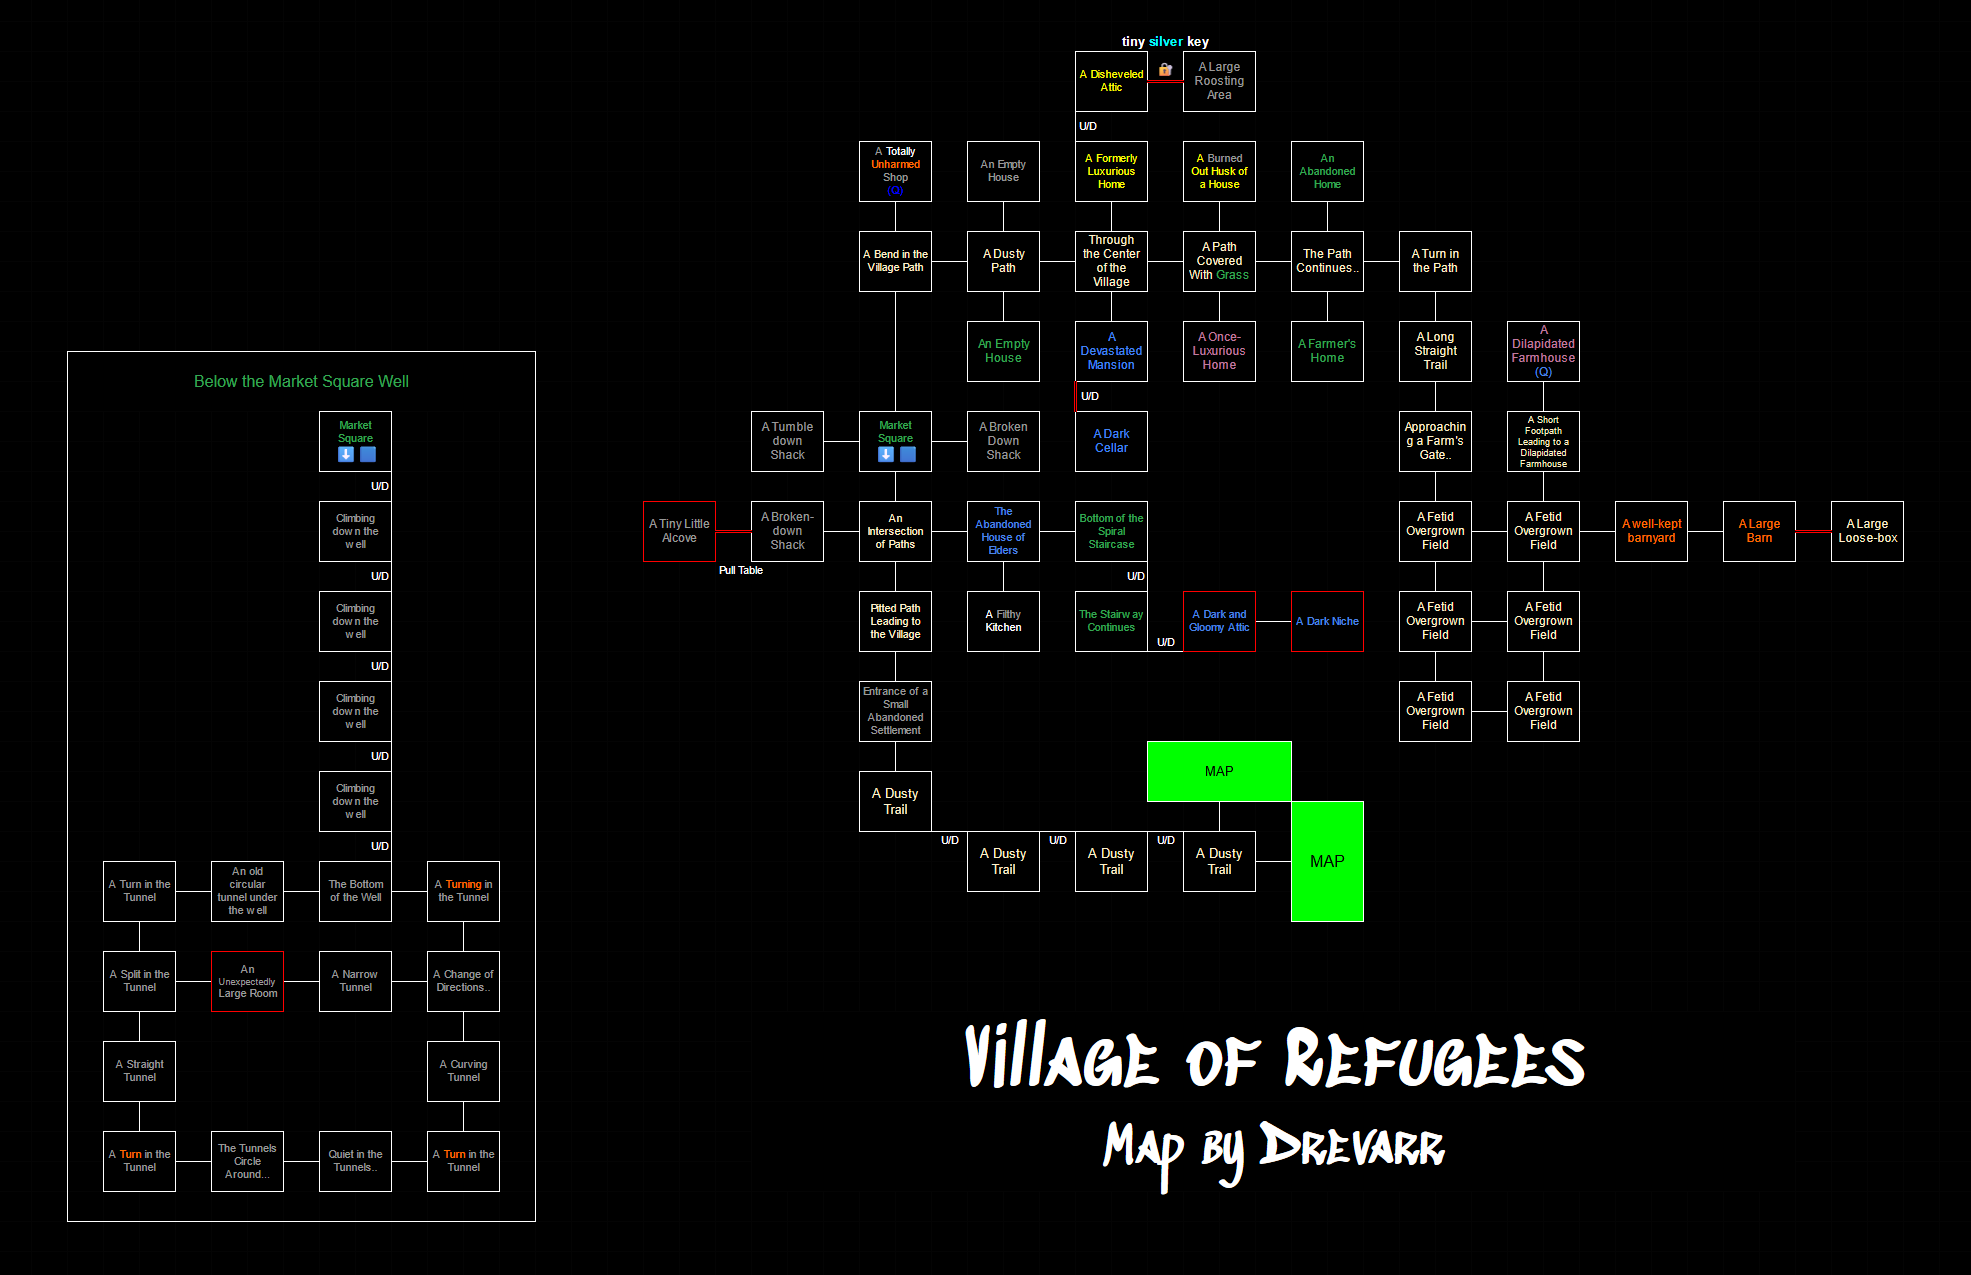 tiny silver key
A Disheveled
Attic
A Large
Roosting
Area
U/D
A Totally
Unharmed
Shop
(Q)
An Empty
House
A Formerly
Luxurious
Home
A Burned
Out Husk of
a House
An
Abandoned
Home
A Bend in the
Village Path
A Dusty
Path
Through
the Center
of the
Village
A Path
Covered
With Grass
The Path
Continues..
A Turn in
the Path
An Empty
House
A
Devastated
Mansion
A Once-
Luxurious
Home
A Farmer's
Home
A Long
Straight
Trail
A
Dilapidated
Farmhouse
(Q)
U/D
A Tumble
down
Shack
Market
Square
A Broken
Down
Shack
A Dark
Cellar
Approachin
g a Farm's
Gate..
A Short
Footpath
Leading to a
Dilapidated
Farmhouse
A Tiny Little
Alcove
A Broken-
down
Shack
Pull Table
An
Intersection
of Paths
The
Abandoned
House of
Elders
Bottom of the
Spiral
Staircase
A Fetid
Overgrown
Field
A Fetid
Overgrown
Field
A well-kept
barnyard
A Large
Barn
A Large
Loose-box
U/D
Pitted Path
Leading to
the Village
A Filthy
Kitchen
The Stairway
Continues
U/D
A Dark and
Gloomy Attic
A Dark Niche
A Fetid
Overgrown
Field
A Fetid
Overgrown
Field
Entrance of a
Small
Abandoned
Settlement
A Fetid
Overgrown
Field
A Fetid
Overgrown
Field
A Dusty
Trail
MAP
U/D
A Dusty
Trail
U/D
A Dusty
Trail
U/D
A Dusty
Trail
MAP
Below the Market Square Well
Market
Square
U/D
Climbing
down the
well
U/D
Climbing
down the
well
U/D
Climbing
down the
well
U/D
Climbing
down the
well
U/D
A Turn in the
Tunnel
An old
circular
tunnel under
the well
The Bottom
of the Well
A Turning in
the Tunnel
A Split in the
Tunnel
An
Unexpectedly
Large Room
A Narrow
Tunnel
A Change of
Directions..
A Straight
Tunnel
A Curving
Tunnel
A Turn in the
Tunnel
The Tunnels
Circle
Around...
Quiet in the
Tunnels..
A Turn in the
Tunnel
Village of Refugees
Map by Drevarr